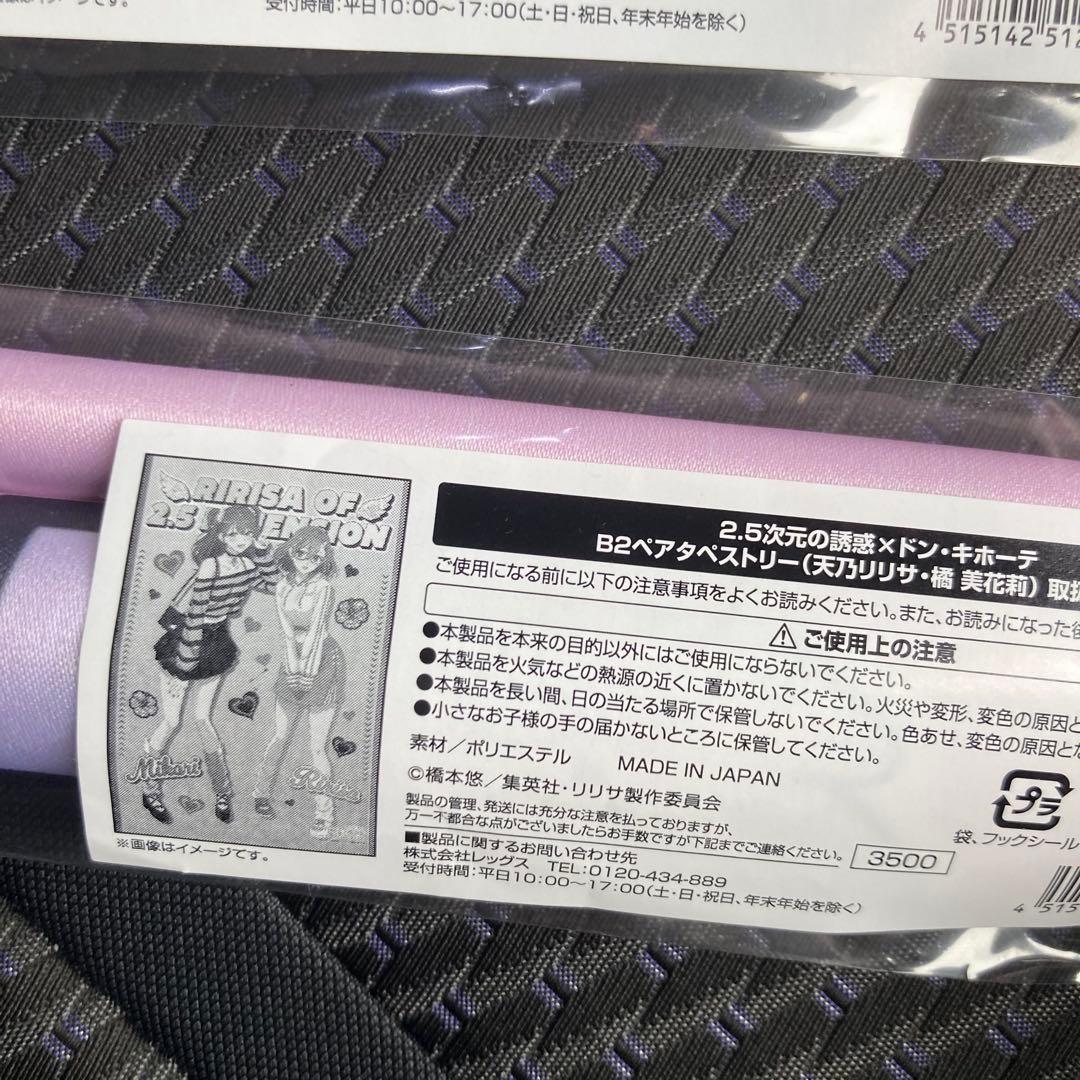 受付時間:平日10:00〜17:00(土・日・祝日、年末年始を除く)
4 515142 512
RIRISA OF
2.5 DIMENSION
Mikari
Ririsa
※画像はイメージです。
2.5次元の誘惑×ドン・キホーテ
B2ペアタペストリー(天乃リリサ・橘 美花莉) 取扱
ご使用になる前に以下の注意事項をよくお読みください。また、お読みになった後
⚠ ご使用上の注意
●本製品を本来の目的以外にはご使用にならないでください。
●本製品を火気などの熱源の近くに置かないでください。火災や変形、変色の原因と
●本製品を長い間、日の当たる場所で保管しないでください。色あせ、変色の原因とな
●小さなお子様の手の届かないところに保管してください。
素材/ポリエステル MADE IN JAPAN
©橋本悠/集英社・リリサ製作委員会
製品の管理、発送には充分な注意を払っておりますが、
万一不都合な点がございましたらお手数ですが下記までご連絡ください。
■製品に関するお問い合わせ先
株式会社レッグス TEL:0120-434-889
受付時間:平日10:00〜17:00(土・日・祝日、年末年始を除く)
3500
プラ
袋、フックシール
4 515